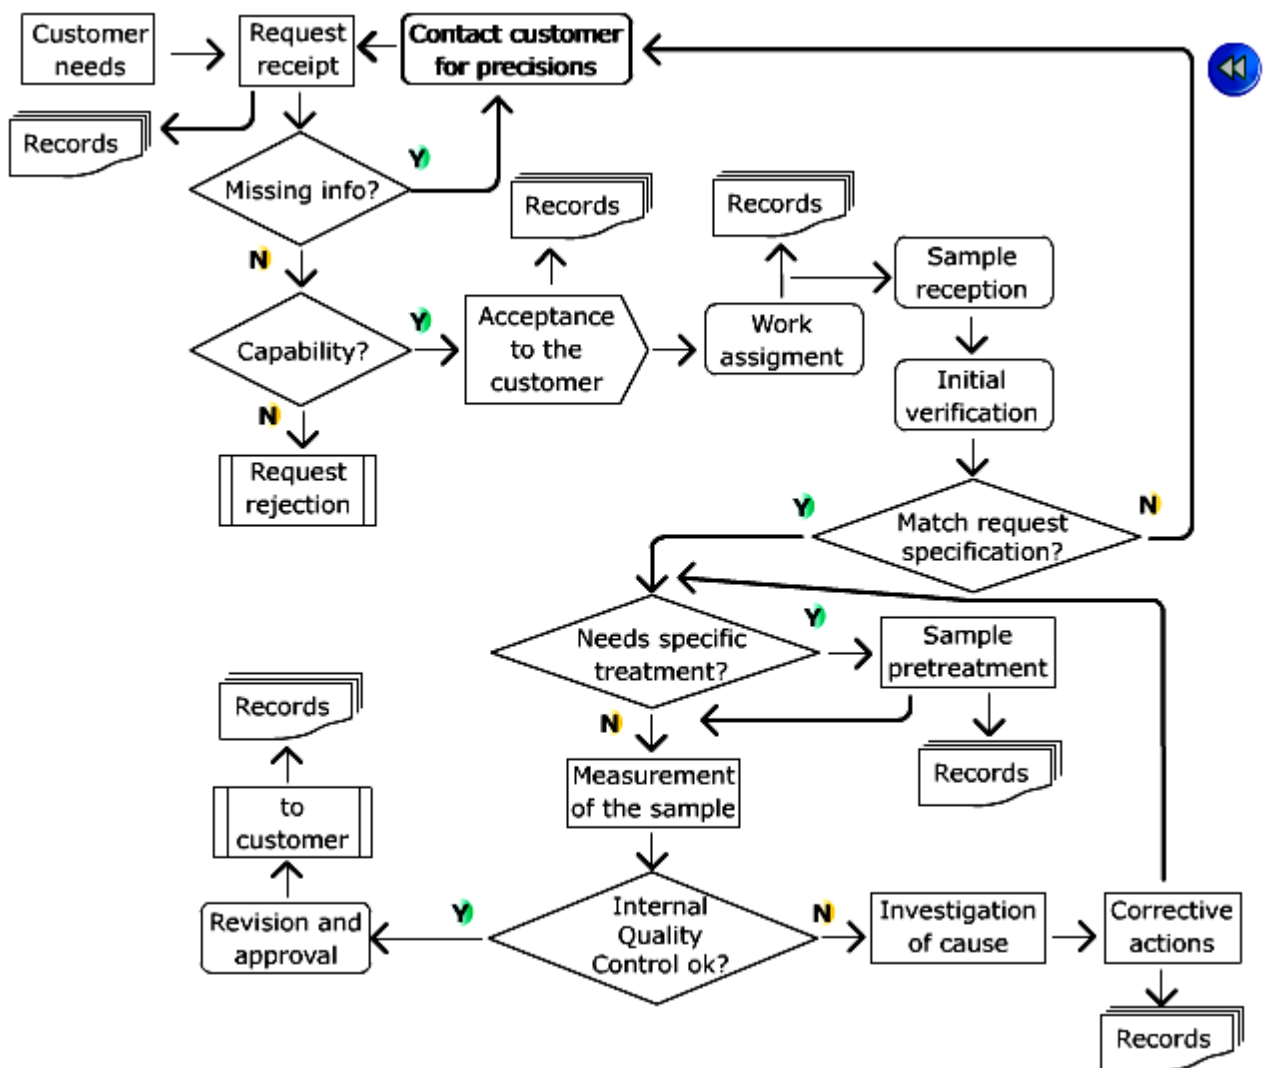 Customer
needs
Request
receipt
Contact customer
for precisions
Records
Missing info?
Y
N
Records
Records
Sample
reception
Capability?
Y
N
Acceptance
to the
customer
Work
assigment
Initial
verification
Request
rejection
Match request
specification?
Y
N
Needs specific
treatment?
Y
N
Sample
pretreatment
Records
Records
Measurement
of the sample
to
customer
Internal
Quality
Control ok?
Y
N
Revision and
approval
Investigation
of cause
Corrective
actions
Records